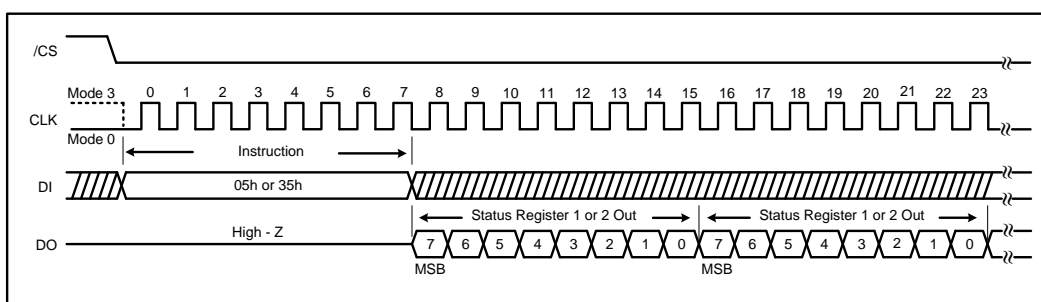 /CS
Mode 3 0 1 2 3 4 5 6 7 8 9 10 11 12 13 14 15 16 17 18 19 20 21 22 23
CLK
Mode 0
Instruction
DI 05h or 35h
Status Register 1 or 2 Out Status Register 1 or 2 Out
High - Z
DO 7 6 5 4 3 2 1 0 7 6 5 4 3 2 1 0
MSB MSB